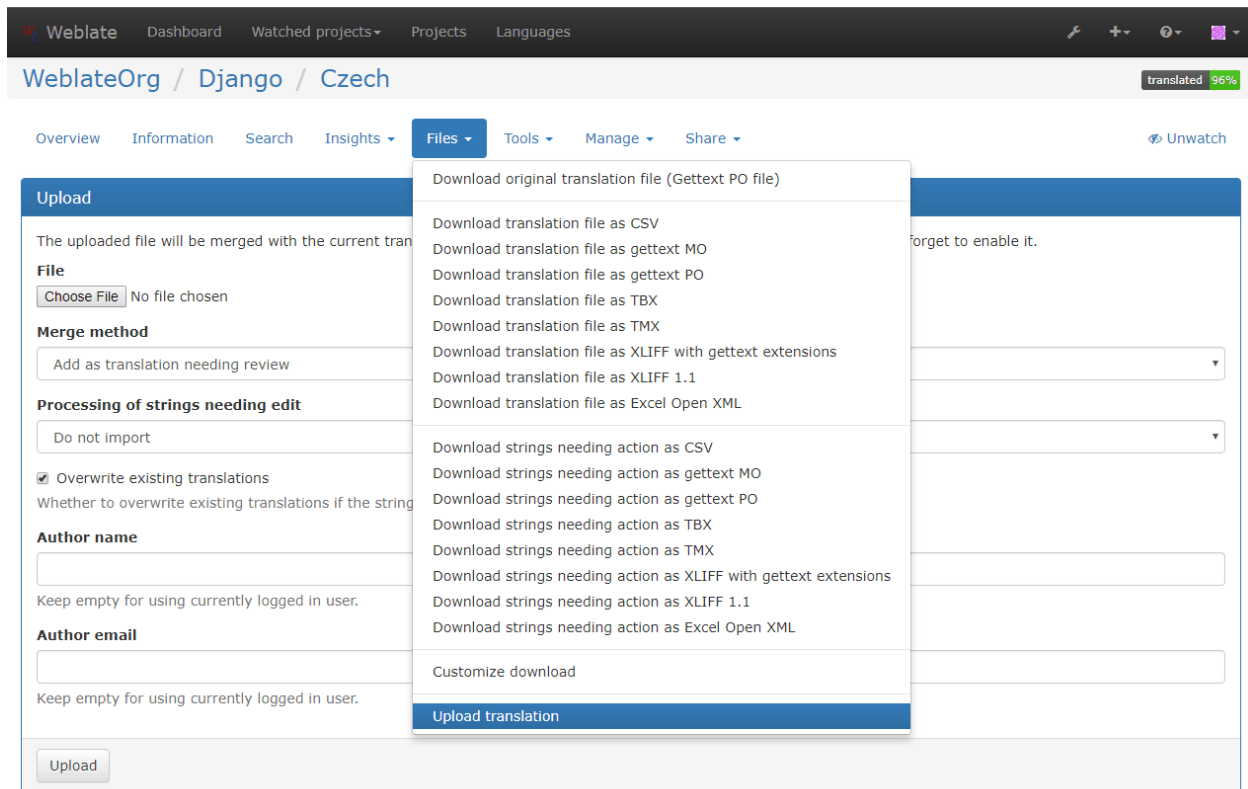 Weblate Dashboard Watched projects Projects Languages
WeblateOrg / Django / Czech
translated 96%
Overview Information Search Insights Files Tools Manage Share Unwatch
Upload
The uploaded file will be merged with the current tran
forget to enable it.
File
Choose File No file chosen
Merge method
Add as translation needing review
Processing of strings needing edit
Do not import
Overwrite existing translations
Whether to overwrite existing translations if the string
Author name
Keep empty for using currently logged in user.
Author email
Keep empty for using currently logged in user.
Upload
Download original translation file (Gettext PO file)
Download translation file as CSV
Download translation file as gettext MO
Download translation file as gettext PO
Download translation file as TBX
Download translation file as TMX
Download translation file as XLIFF with gettext extensions
Download translation file as XLIFF 1.1
Download translation file as Excel Open XML
Download strings needing action as CSV
Download strings needing action as gettext MO
Download strings needing action as gettext PO
Download strings needing action as TBX
Download strings needing action as TMX
Download strings needing action as XLIFF with gettext extensions
Download strings needing action as XLIFF 1.1
Download strings needing action as Excel Open XML
Customize download
Upload translation